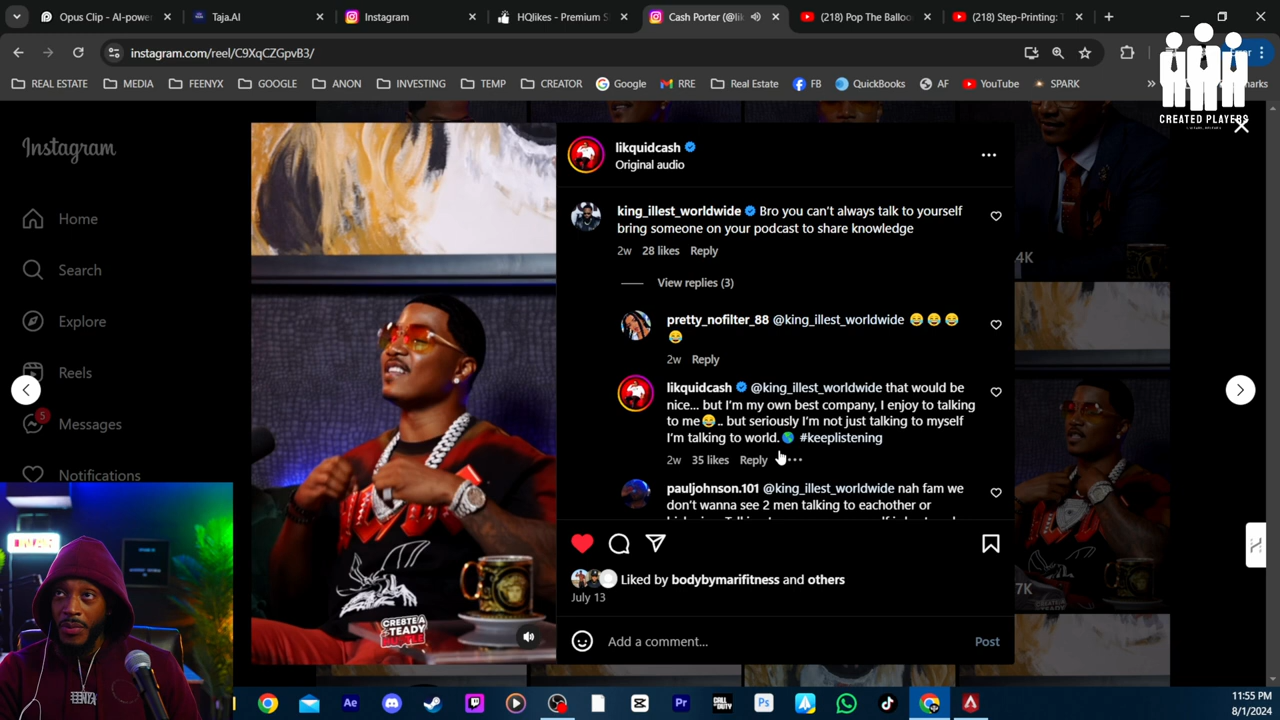 Opus Clip - AI-power
Taja.AI
Instagram
HQlikes - Premium S
Cash Porter (@li
(218) Pop The Balloo
(218) Step-Printing: T
instagram.com/reel/C9XqCZGpvB3/
REAL ESTATE
MEDIA
FEENYX
GOOGLE
ANON
INVESTING
TEMP
CREATOR
Google
RRE
Real Estate
FB
QuickBooks
AF
YouTube
SPARK
CREATED PLAYERS
Instagram
Home
Search
Explore
Reels
5
Messages
Notifications
likquidcash
Original audio
king_illest_worldwide Bro you can't always talk to yourself
bring someone on your podcast to share knowledge
2w 28 likes Reply
View replies (3)
pretty_nofilter_88 @king_illest_worldwide 😂😂😂
😂
2w Reply
likquidcash @king_illest_worldwide that would be
nice... but I'm my own best company, I enjoy to talking
to me😂.. but seriously I'm not just talking to myself
I'm talking to world.🌎 #keeplistening
2w 35 likes Reply
pauljohnson.101 @king_illest_worldwide nah fam we
don't wanna see 2 men talking to eachother or
Liked by bodybymarifitness and others
July 13
Add a comment...
Post
4K
7K
CRE8TE A
STEADY
HUSTLE
11:55 PM
8/1/2024